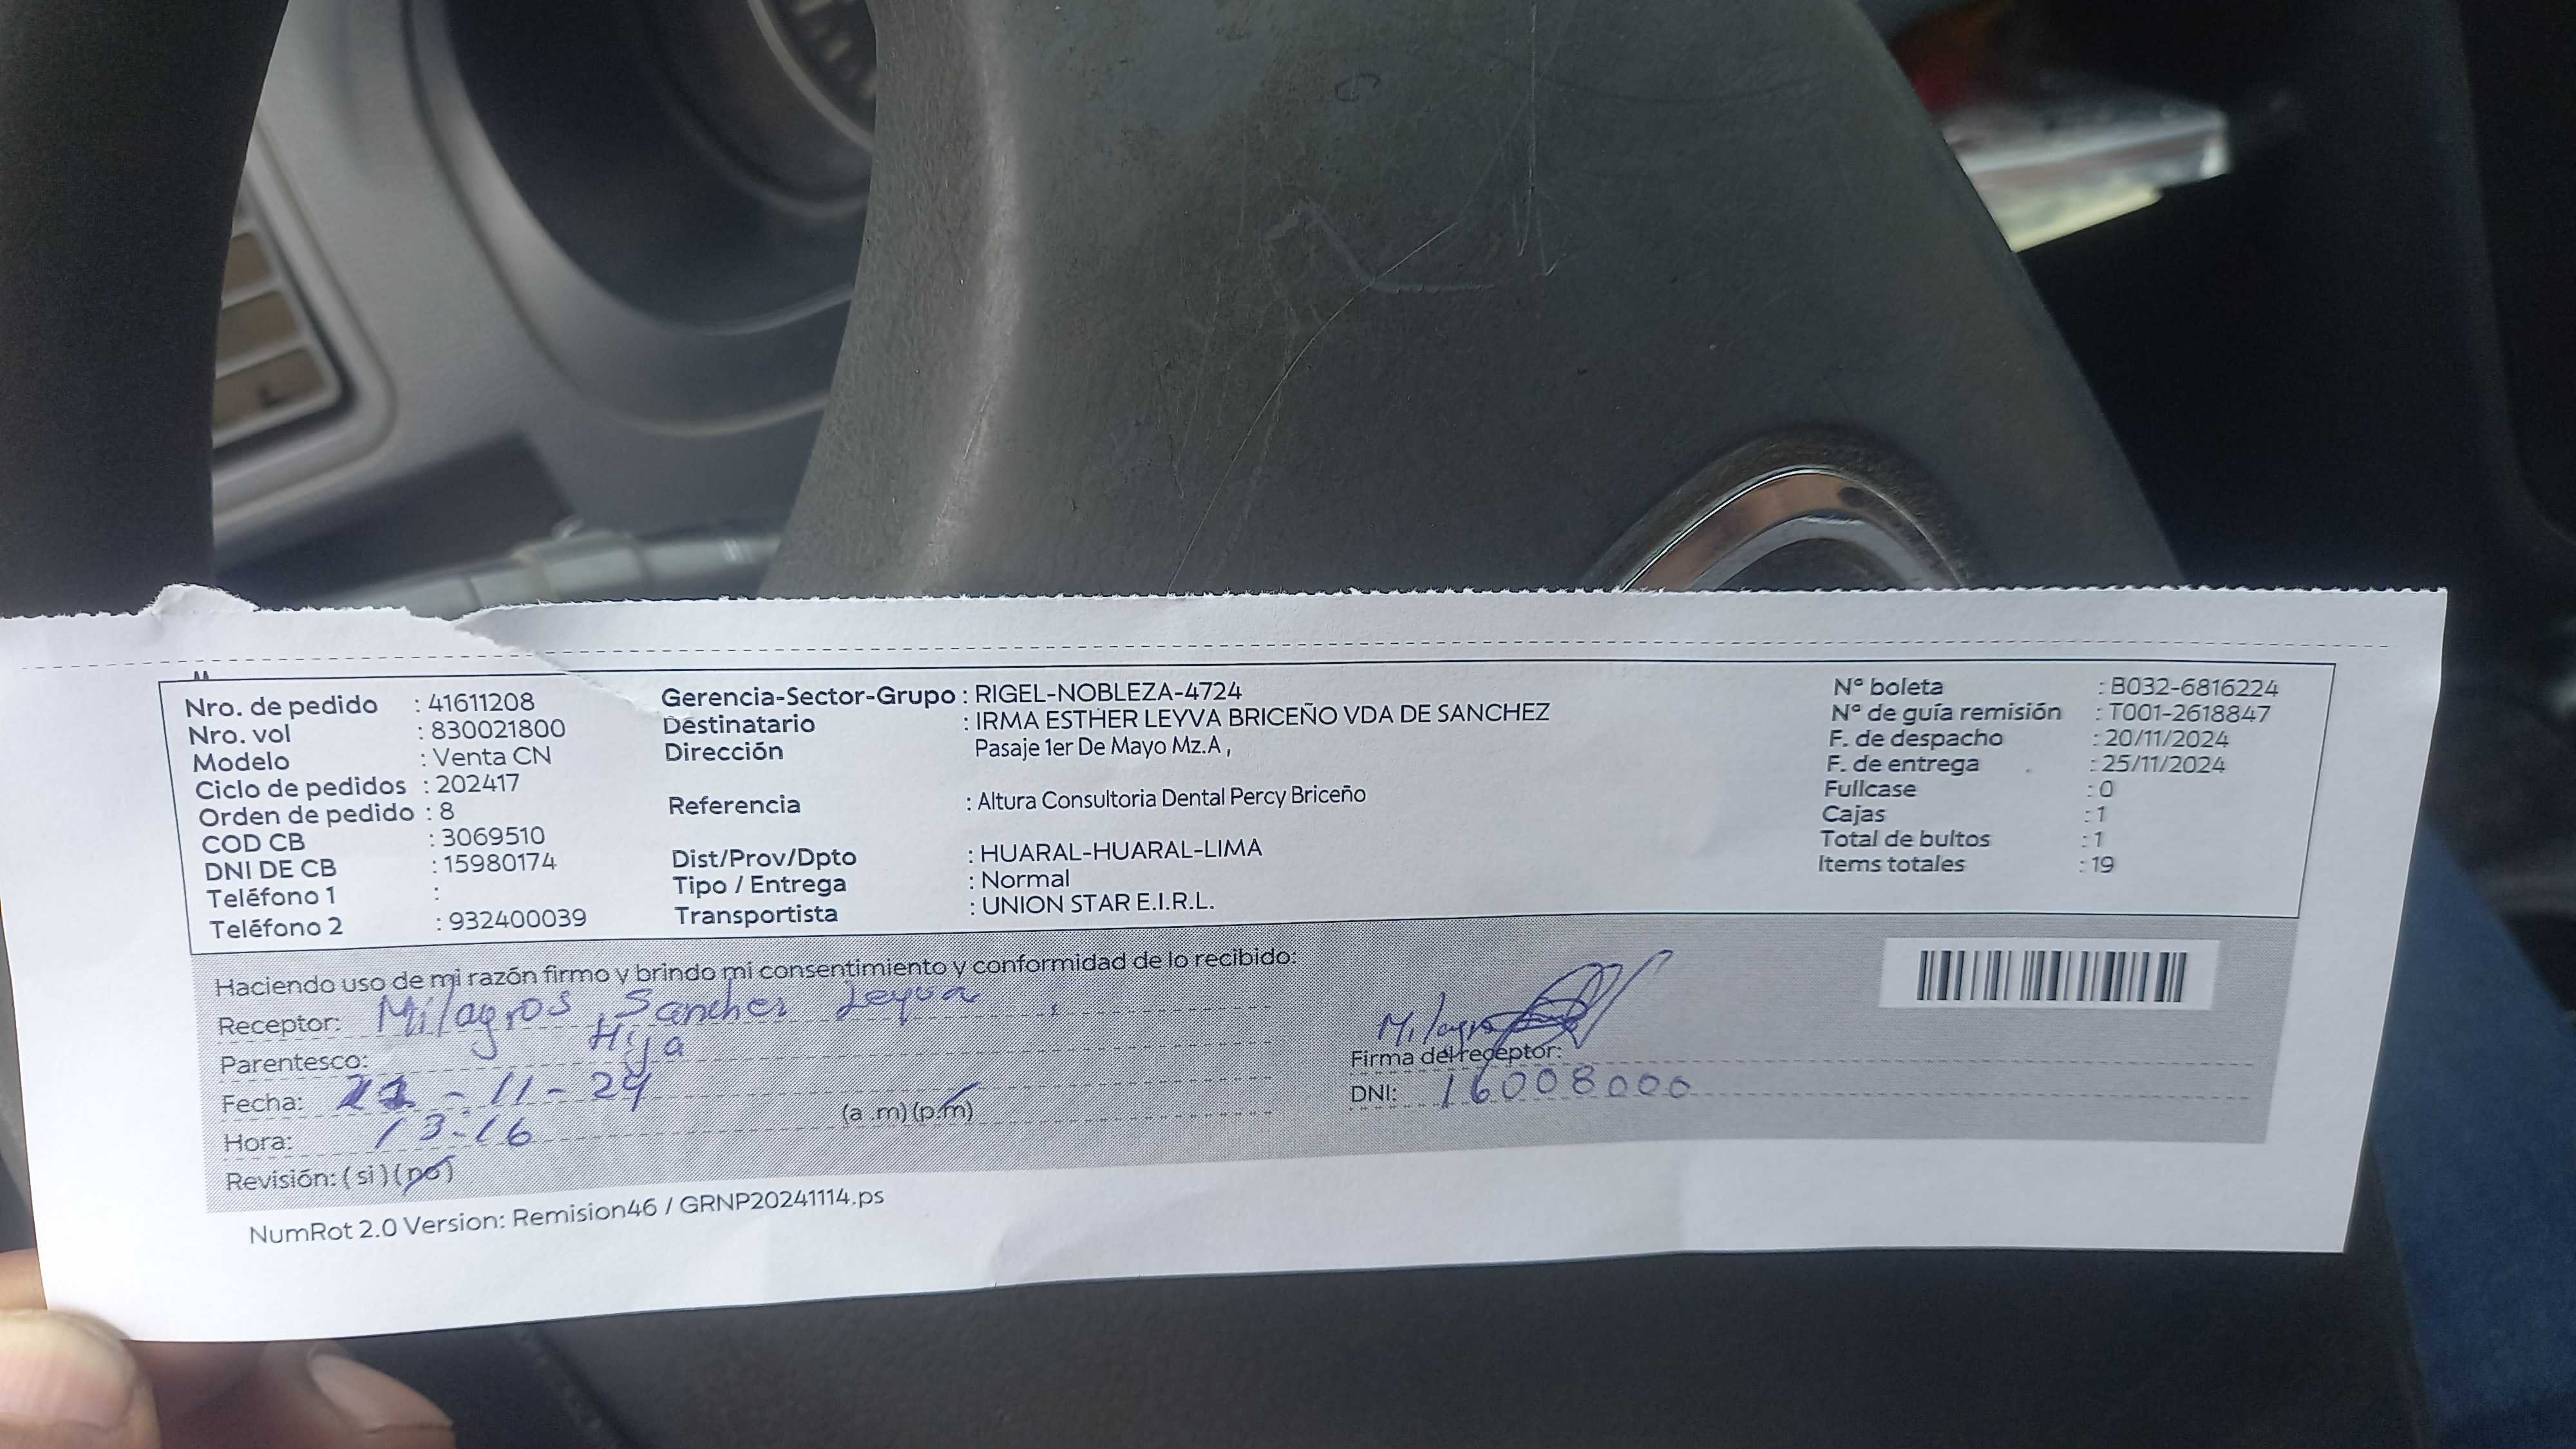 Nro. de pedido : 41611208
Nro. vol : 830021800
Modelo : Venta CN
Ciclo de pedidos : 202417
Orden de pedido : 8
COD CB : 3069510
DNI DE CB : 15980174
Teléfono 1 :
Teléfono 2 : 932400039
Gerencia-Sector-Grupo : RIGEL-NOBLEZA-4724
Destinatario : IRMA ESTHER LEYVA BRICEÑO VDA DE SANCHEZ
Dirección Pasaje 1er De Mayo Mz.A ,
Referencia : Altura Consultoria Dental Percy Briceño
Dist/Prov/Dpto : HUARAL-HUARAL-LIMA
Tipo / Entrega : Normal
Transportista : UNION STAR E.I.R.L.
N° boleta : B032-6816224
N° de guía remisión : T001-2618847
F. de despacho : 20/11/2024
F. de entrega : 25/11/2024
Fullcase : 0
Cajas : 1
Total de bultos : 1
Items totales : 19
Haciendo uso de mi razón firmo y brindo mi consentimiento y conformidad de lo recibido:
Receptor: Milagros Sancher Leyva
Parentesco: Hija
Fecha: - 11 - 24
Hora: 13:16 (a .m) (p.m)
Revisión: ( si ) ( no )
Milagros
Firma del receptor:
DNI: 16008000
NumRot 2.0 Version: Remision46 / GRNP20241114.ps